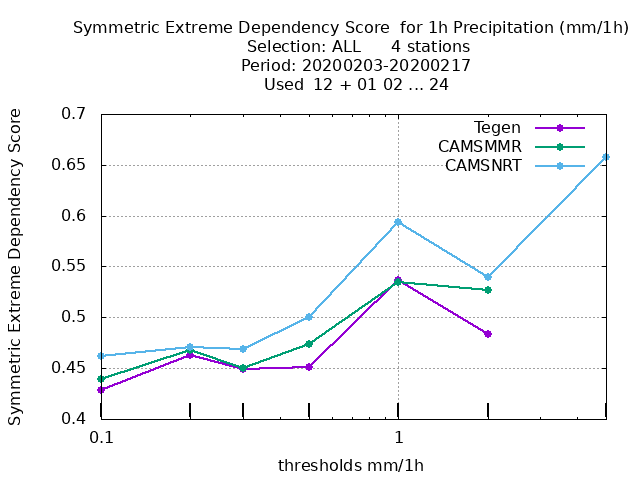 Symmetric Extreme Dependency Score  for 1h Precipitation (mm/1h)
Selection: ALL      4 stations
Period: 20200203-20200217
Used  12 + 01 02 ... 24
Symmetric Extreme Dependency Score
0.7
0.65
0.6
0.55
0.5
0.45
0.4
Tegen
CAMSMMR
CAMSNRT
0.1
1
thresholds mm/1h